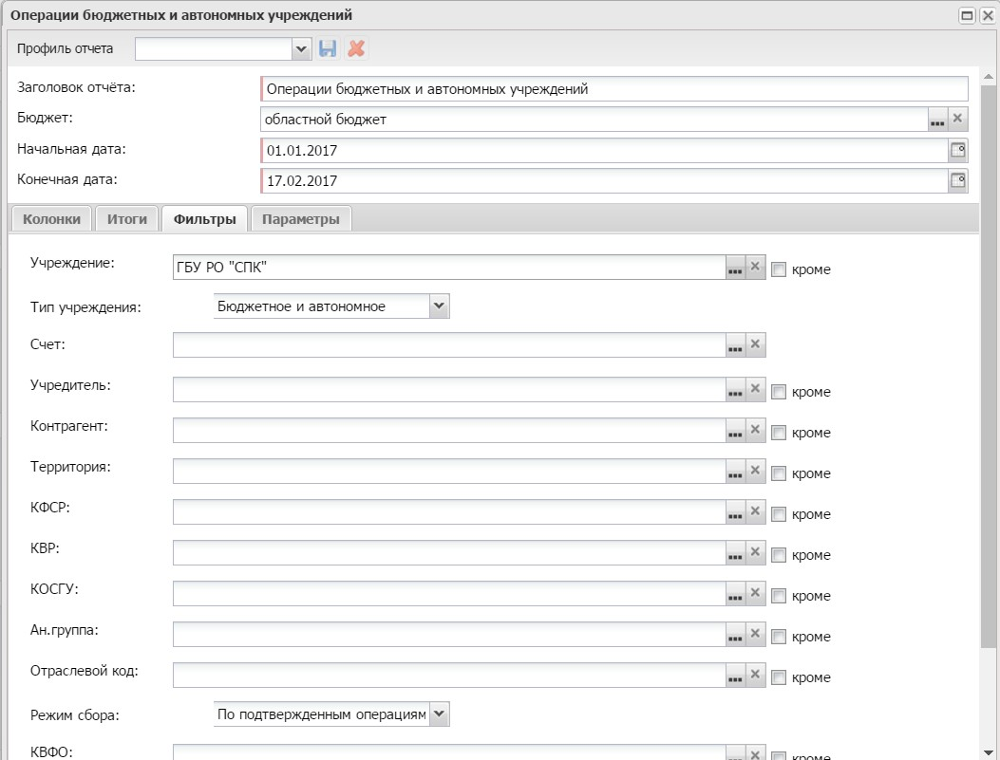 Операции бюджетных и автономных учреждений
Профиль отчета
Заголовок отчёта: Операции бюджетных и автономных учреждений
Бюджет: областной бюджет
Начальная дата: 01.01.2017
Конечная дата: 17.02.2017
Колонки Итоги Фильтры Параметры
Учреждение: ГБУ РО "СПК" ... кроме
Тип учреждения: Бюджетное и автономное
Счет: ...
Учредитель: ... кроме
Контрагент: ... кроме
Территория: ... кроме
КФСР: ... кроме
КВР: ... кроме
КОСГУ: ... кроме
Ан.группа: ... кроме
Отраслевой код: ... кроме
Режим сбора: По подтвержденным операциям
КВФО: ... кроме